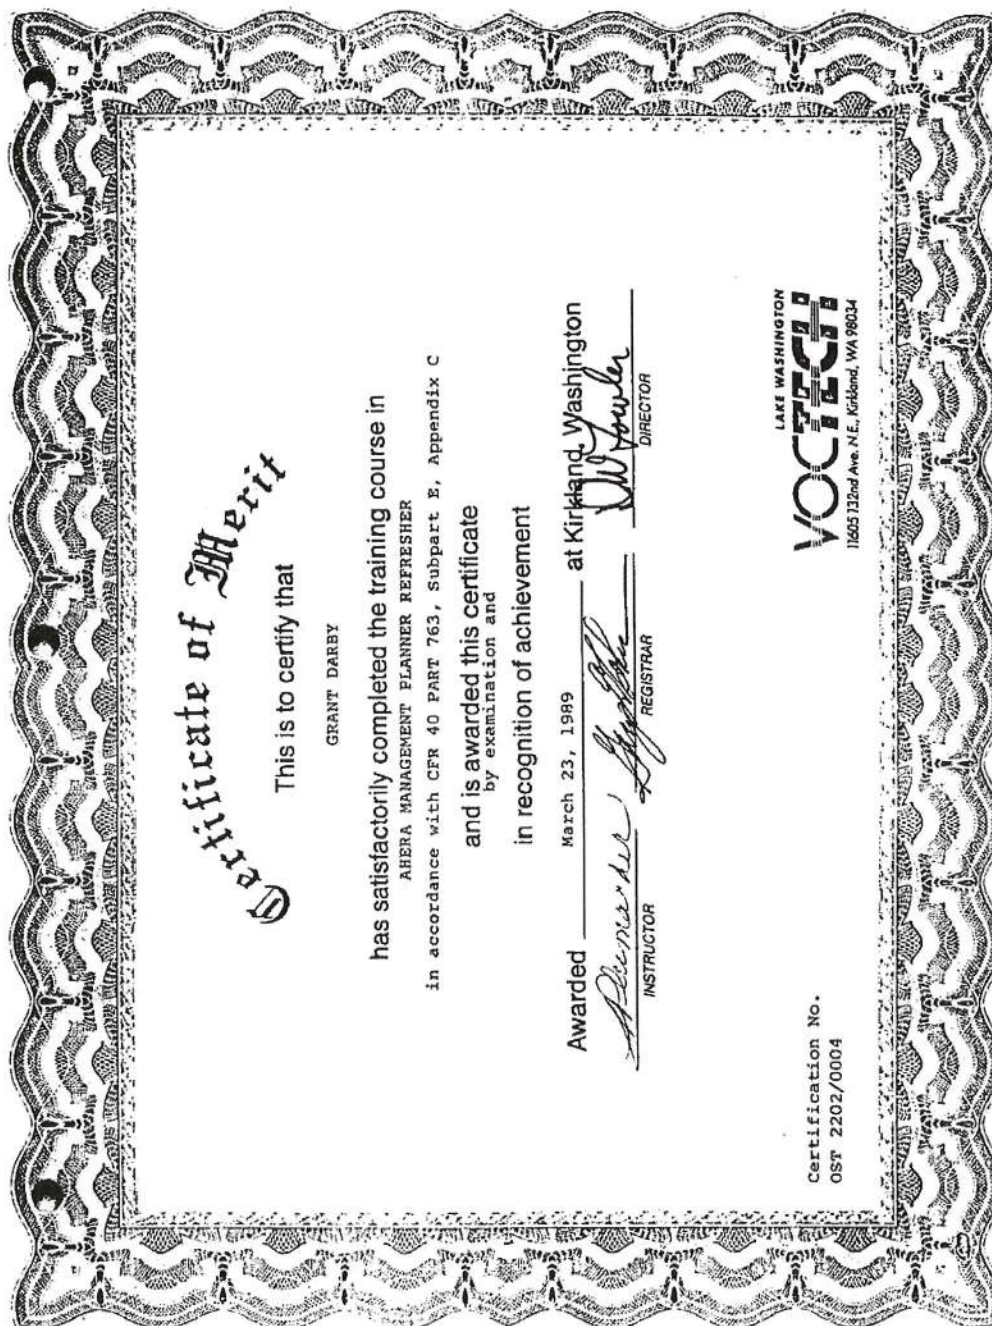 Certificate of Merit
This is to certify that
GRANT DARBY
has satisfactorily completed the training course in
AHERA MANAGEMENT PLANNER REFRESHER
in accordance with CFR 40 PART 763, Subpart E, Appendix C
and is awarded this certificate
by examination and
in recognition of achievement
Awarded March 23, 1989 at Kirkland, Washington
INSTRUCTOR REGISTRAR DIRECTOR
Certification No.
OST 2202/0004
LAKE WASHINGTON
VOCTECH
11605 132nd Ave. N.E., Kirkland, WA 98034